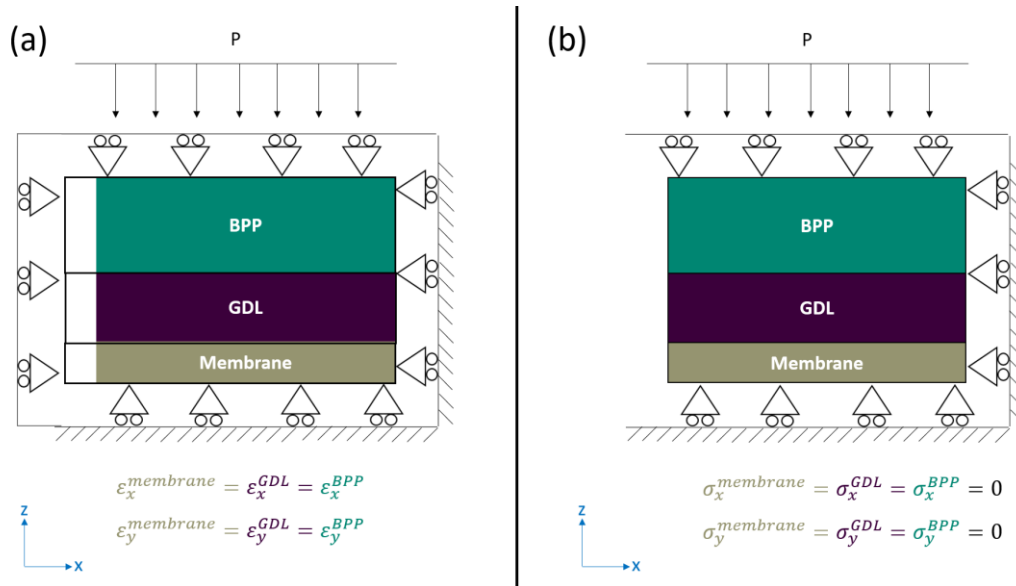 (a)
P
BPP
GDL
Membrane
ε_x^{membrane} = ε_x^{GDL} = ε_x^{BPP}
ε_y^{membrane} = ε_y^{GDL} = ε_y^{BPP}
Z
X
(b)
P
BPP
GDL
Membrane
σ_x^{membrane} = σ_x^{GDL} = σ_x^{BPP} = 0
σ_y^{membrane} = σ_y^{GDL} = σ_y^{BPP} = 0
Z
X